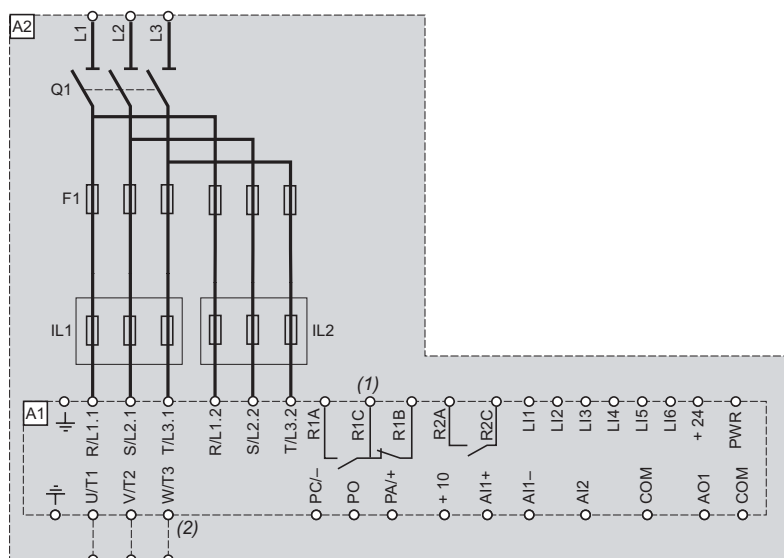 A2
L1 L2 L3
Q1
F1
IL1 IL2
(1)
A1
R/L1.1 S/L2.1 T/L3.1 R/L1.2 S/L2.2 T/L3.2 R1A R1C R1B R2A R2C LI1 LI2 LI3 LI4 LI5 LI6 + 24 PWR
U/T1 V/T2 W/T3 PC/– PO PA/+ + 10 AI1+ AI1– AI2 COM AO1 COM
(2)